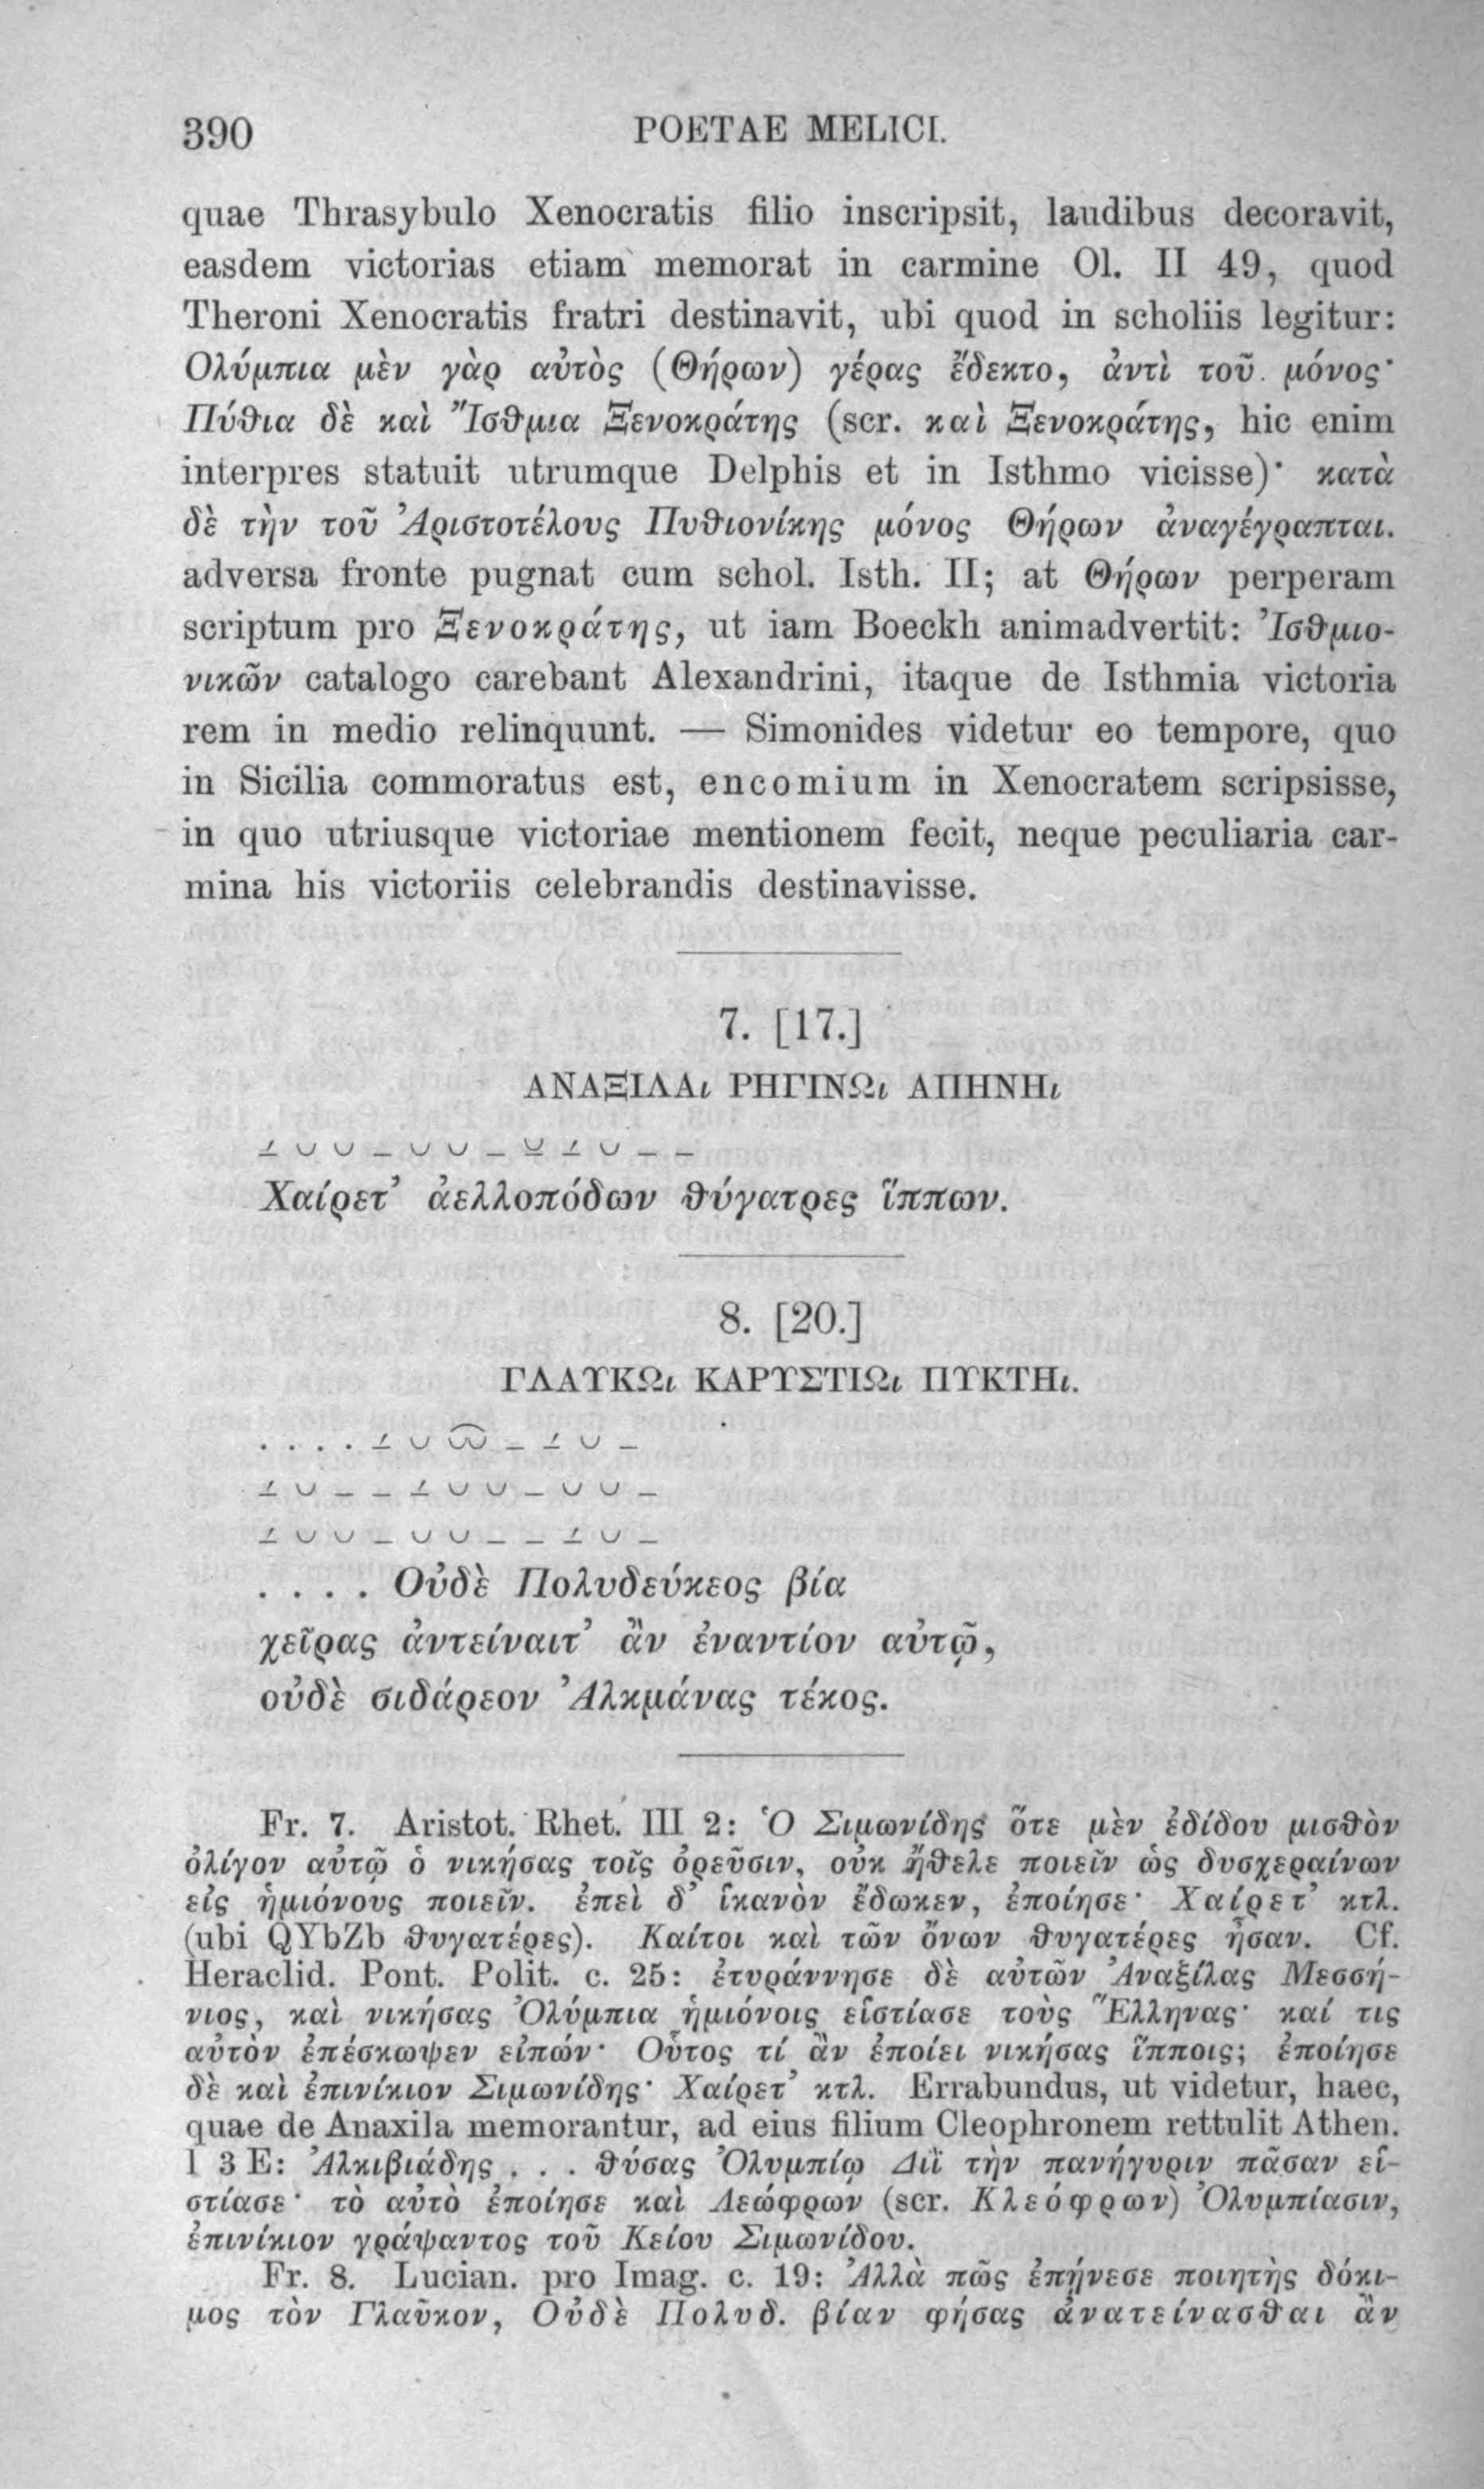 390 POETAE MELICI.
quae Thrasybulo Xenocratis filio inscripsit, laudibus decoravit,
easdem victorias etiam memorat in carmine Ol. II 49, quod
Theroni Xenocratis fratri destinavit, ubi quod in scholiis legitur:
Ολύμπια μὲν γὰρ αὐτὸς (Θήρων) γέρας ἔδεκτο, ἀντὶ τοῦ μόνος·
Πύθια δὲ καὶ Ἴσθμια Ξενοκράτης (scr. καὶ Ξενοκράτης, hic enim
interpres statuit utrumque Delphis et in Isthmo vicisse)· κατὰ
δὲ τὴν τοῦ Ἀριστοτέλους Πυθιονίκης μόνος Θήρων ἀναγέγραπται.
adversa fronte pugnat cum schol. Isth. II; at Θήρων perperam
scriptum pro Ξενοκράτης, ut iam Boeckh animadvertit: Ἰσθμιο-
νικῶν catalogo carebant Alexandrini, itaque de Isthmia victoria
rem in medio relinquunt. — Simonides videtur eo tempore, quo
in Sicilia commoratus est, encomium in Xenocratem scripsisse,
in quo utriusque victoriae mentionem fecit, neque peculiaria car-
mina his victoriis celebrandis destinavisse.
7. [17.]
ΑΝΑΞΙΛΑι ΡΗΓΙΝΩι ΑΠΗΝΗι
Χαίρετ’ ἀελλοπόδων θύγατρες ἵππων.
8. [20.]
ΓΛΑΥΚΩι ΚΑΡΥΣΤΙΩι ΠΥΚΤΗι.
. . . . Οὐδὲ Πολυδεύκεος βία
χεῖρας ἀντείναιτ’ ἂν ἐναντίον αὐτῷ,
οὐδὲ σιδάρεον Ἀλκμάνας τέκος.
Fr. 7. Aristot. Rhet. III 2: Ὁ Σιμωνίδης ὅτε μὲν ἐδίδου μισθὸν
ὀλίγον αὐτῷ ὁ νικήσας τοῖς ὀρεῦσιν, οὐκ ἤθελε ποιεῖν ὡς δυσχεραίνων
εἰς ἡμιόνους ποιεῖν. ἐπεὶ δ’ ἱκανὸν ἔδωκεν, ἐποίησε· Χαίρετ’ κτλ.
(ubi QYbZb θυγατέρες). Καίτοι καὶ τῶν ὄνων θυγατέρες ἦσαν. Cf.
Heraclid. Pont. Polit. c. 25: ἐτυράννησε δὲ αὐτῶν Ἀναξίλας Μεσσή-
νιος, καὶ νικήσας Ὀλύμπια ἡμιόνοις εἱστίασε τοὺς Ἕλληνας· καί τις
αὐτὸν ἐπέσκωψεν εἰπών· Οὗτος τί ἂν ἐποίει νικήσας ἵπποις; ἐποίησε
δὲ καὶ ἐπινίκιον Σιμωνίδης· Χαίρετ’ κτλ. Errabundus, ut videtur, haec,
quae de Anaxila memorantur, ad eius filium Cleophronem rettulit Athen.
I 3 E: Ἀλκιβιάδης . . . θύσας Ὀλυμπίῳ Διῒ τὴν πανήγυριν πᾶσαν εἱ-
στίασε· τὸ αὐτὸ ἐποίησε καὶ Λεώφρων (scr. Κλεόφρων) Ὀλυμπίασιν,
ἐπινίκιον γράψαντος τοῦ Κείου Σιμωνίδου.
Fr. 8. Lucian. pro Imag. c. 19: Ἀλλὰ πῶς ἐπῄνεσε ποιητὴς δόκι-
μος τὸν Γλαῦκον, Οὐδὲ Πολυδ. βίαν φήσας ἀνατείνασθαι ἂν